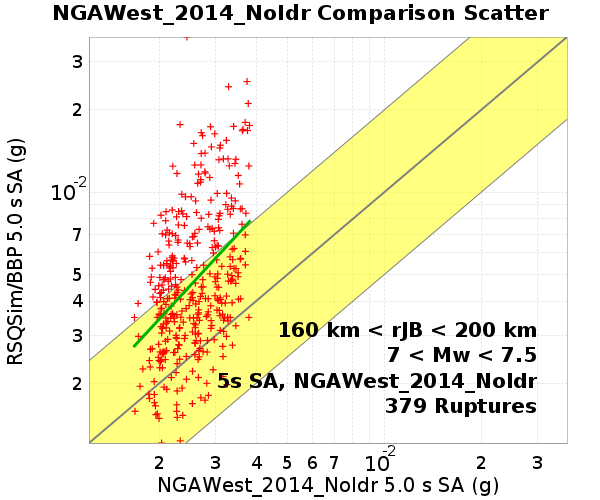 NGAWest_2014_NoIdr Comparison Scatter
RSQSim/BBP 5.0 s SA (g)
3
2
10-2
7
5
4
3
2
160 km < rJB < 200 km
7 < Mw < 7.5
5s SA, NGAWest_2014_NoIdr
379 Ruptures
2 3 4 5 6 7 10-2 2 3
NGAWest_2014_NoIdr 5.0 s SA (g)